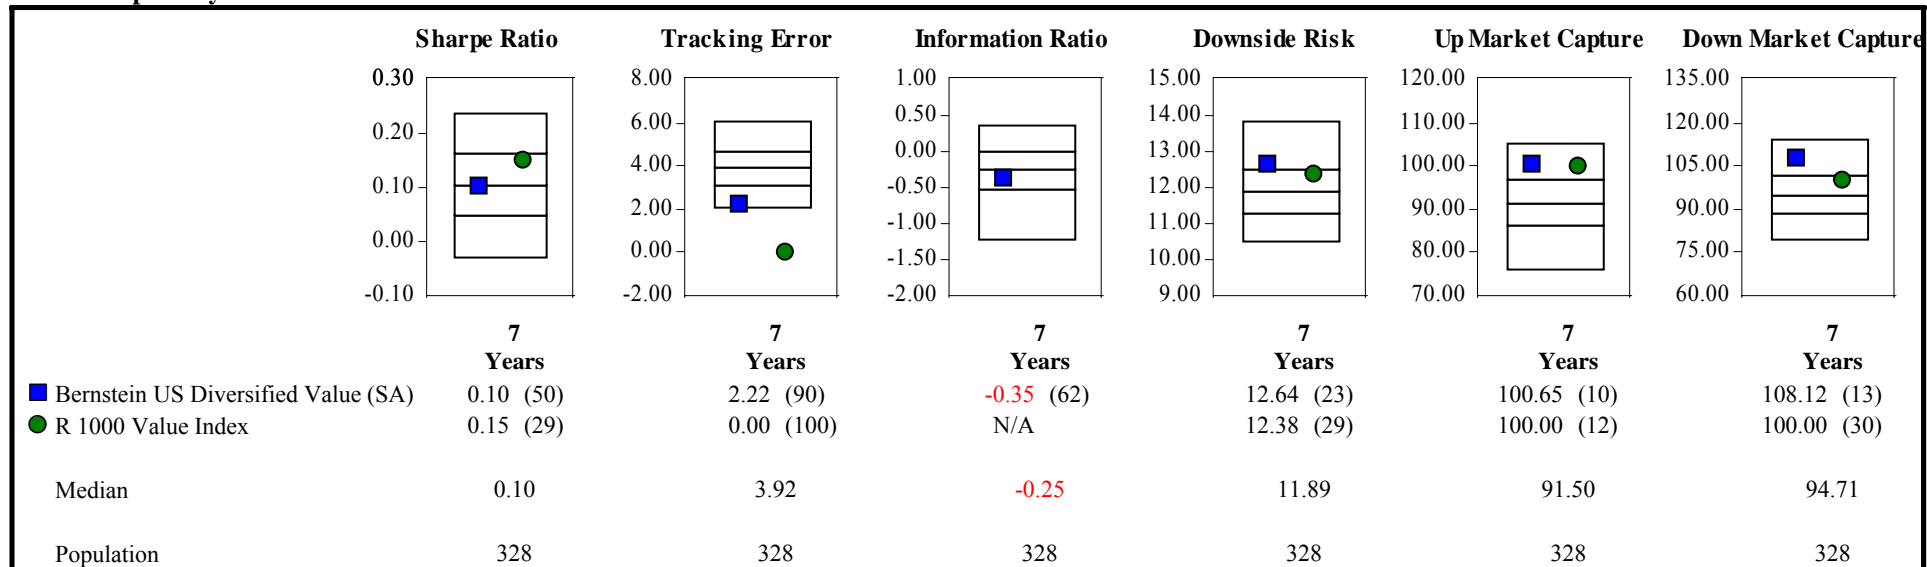 Sharpe Ratio Tracking Error Information Ratio Downside Risk Up Market Capture Down Market Capture
0.30 8.00 1.00 15.00 120.00 135.00
0.50 14.00
0.20 6.00 110.00 120.00
0.00 13.00
4.00 100.00 105.00
0.10 -0.50 12.00
2.00 90.00 90.00
-1.00 11.00
0.00 0.00 80.00 75.00
-1.50 10.00
-0.10 -2.00 -2.00 9.00 70.00 60.00
7 7 7 7 7 7
Years Years Years Years Years Years
Bernstein US Diversified Value (SA) 0.10 (50) 2.22 (90) -0.35 (62) 12.64 (23) 100.65 (10) 108.12 (13)
R 1000 Value Index 0.15 (29) 0.00 (100) N/A 12.38 (29) 100.00 (12) 100.00 (30)
Median 0.10 3.92 -0.25 11.89 91.50 94.71
Population 328 328 328 328 328 328